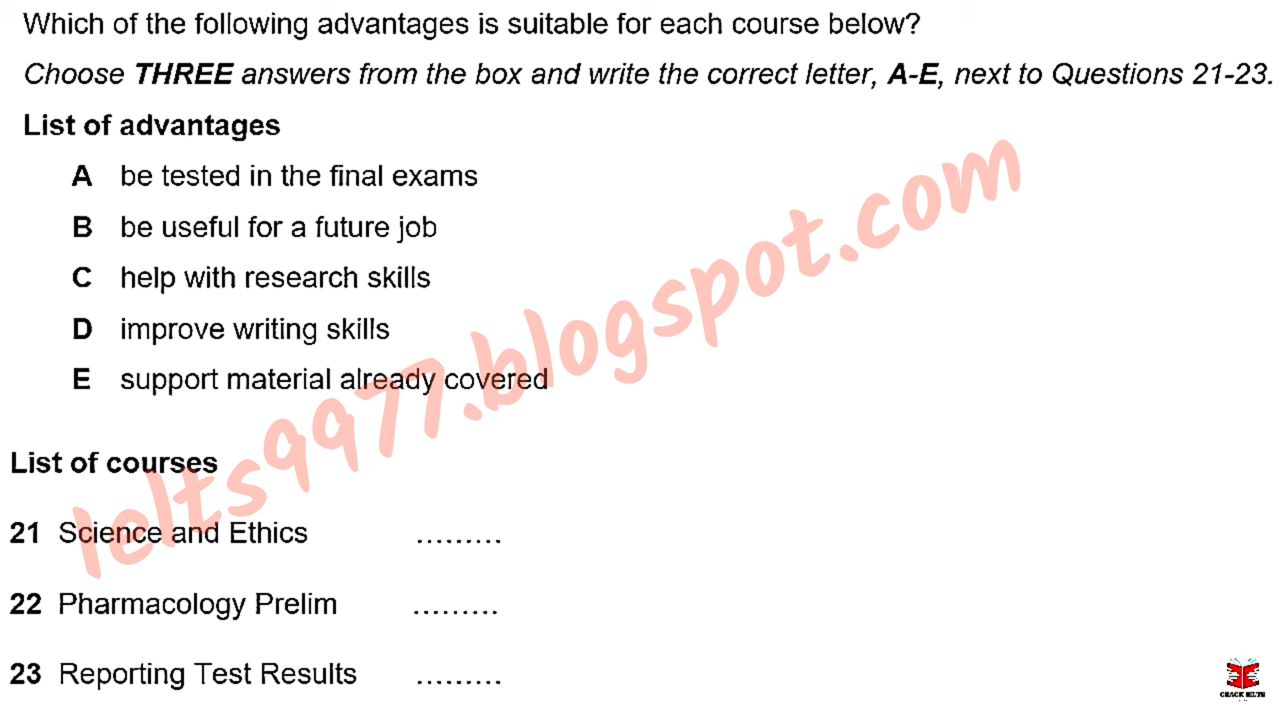 Which of the following advantages is suitable for each course below?
Choose THREE answers from the box and write the correct letter, A-E, next to Questions 21-23.
List of advantages
A be tested in the final exams
B be useful for a future job
C help with research skills
D improve writing skills
E support material already covered
List of courses
21 Science and Ethics .........
22 Pharmacology Prelim .........
23 Reporting Test Results .........
Ielts9977.blogspot.com
CRACK IELTS